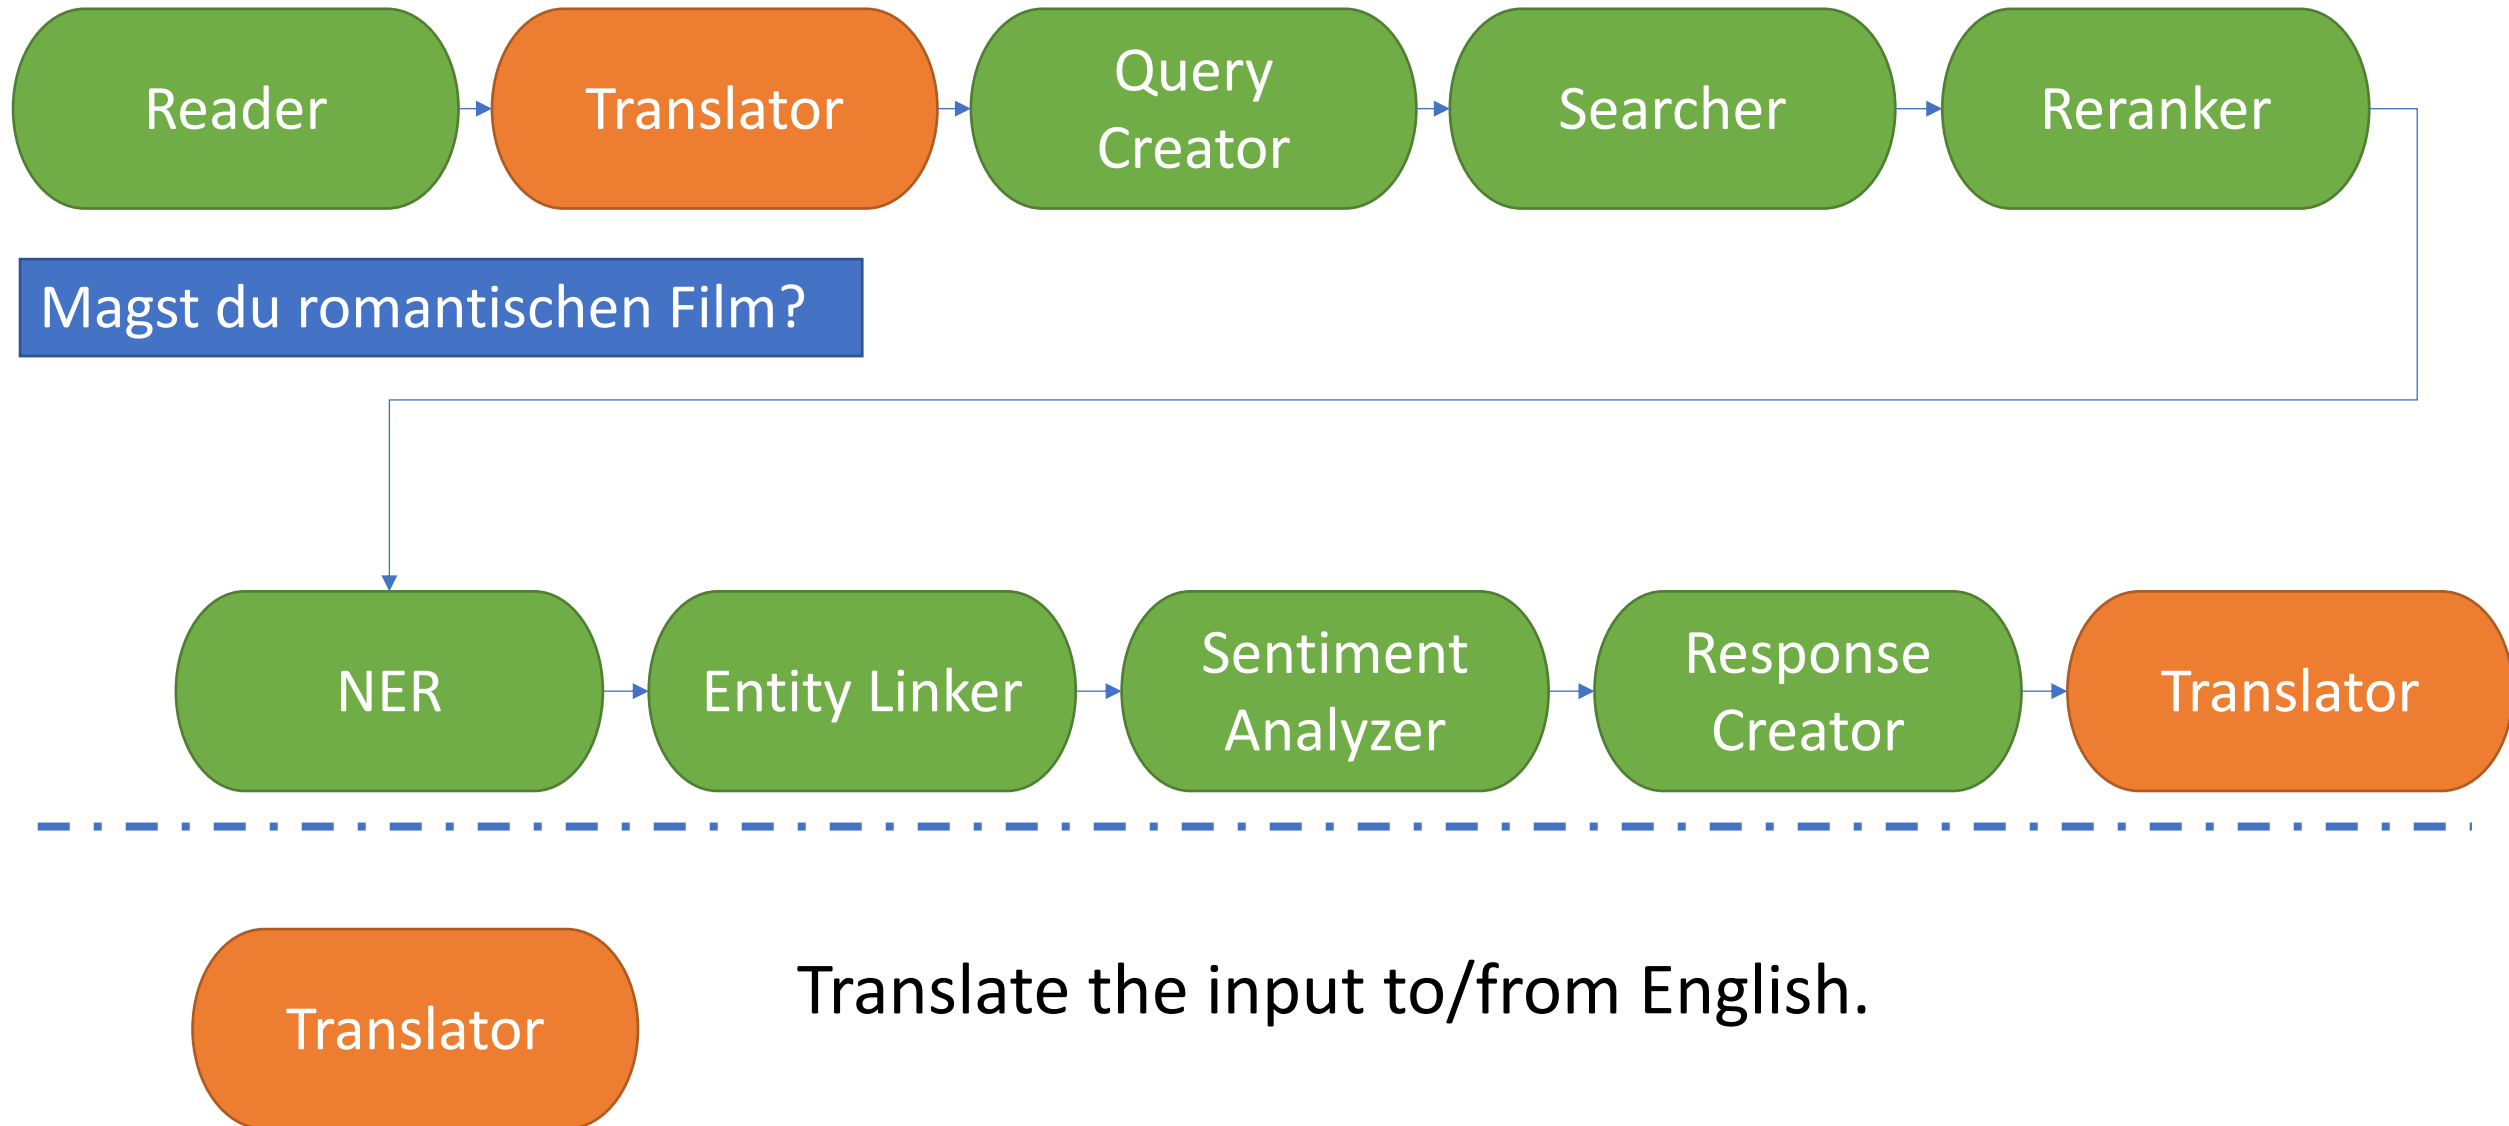 Reader
Translator
Query
Creator
Searcher
Reranker
Magst du romantischen Film?
NER
Entity Linker
Sentiment
Analyzer
Response
Creator
Translator
Translator
Translate the input to/from English.